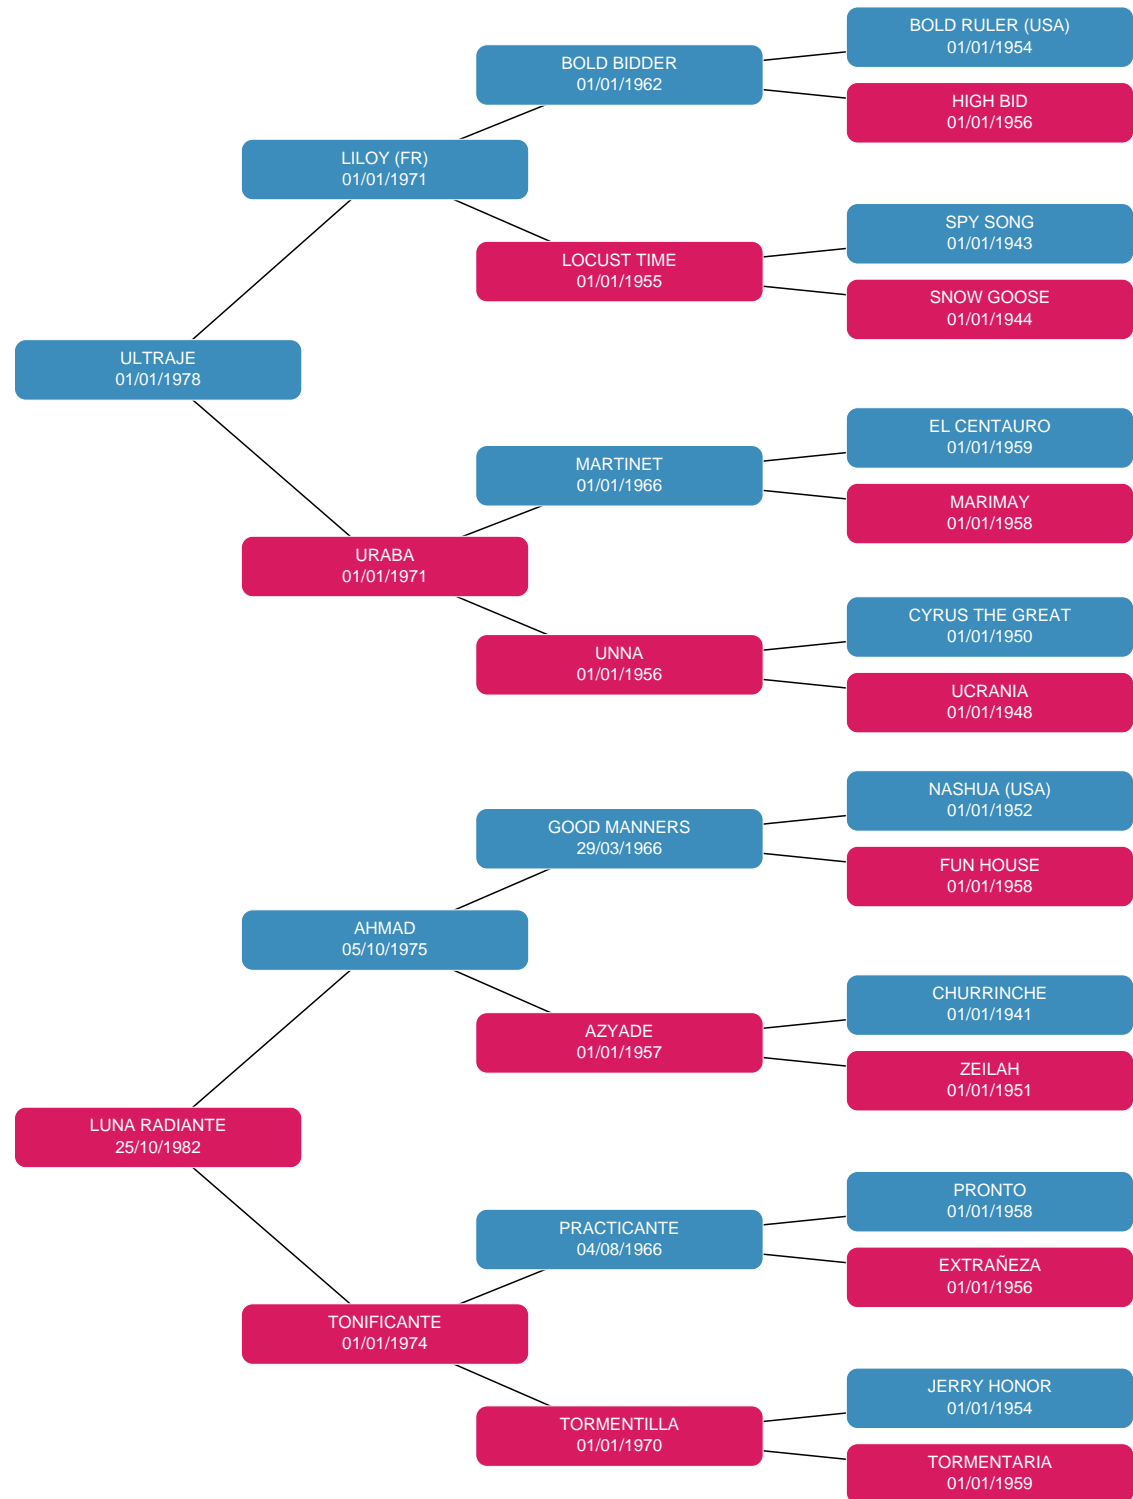 BOLD RULER (USA)
01/01/1954
BOLD BIDDER
01/01/1962
HIGH BID
01/01/1956
LILOY (FR)
01/01/1971
SPY SONG
01/01/1943
LOCUST TIME
01/01/1955
SNOW GOOSE
01/01/1944
ULTRAJE
01/01/1978
EL CENTAURO
01/01/1959
MARTINET
01/01/1966
MARIMAY
01/01/1958
URABA
01/01/1971
CYRUS THE GREAT
01/01/1950
UNNA
01/01/1956
UCRANIA
01/01/1948
NASHUA (USA)
01/01/1952
GOOD MANNERS
29/03/1966
FUN HOUSE
01/01/1958
AHMAD
05/10/1975
CHURRINCHE
01/01/1941
AZYADE
01/01/1957
ZEILAH
01/01/1951
LUNA RADIANTE
25/10/1982
PRONTO
01/01/1958
PRACTICANTE
04/08/1966
EXTRAÑEZA
01/01/1956
TONIFICANTE
01/01/1974
JERRY HONOR
01/01/1954
TORMENTILLA
01/01/1970
TORMENTARIA
01/01/1959